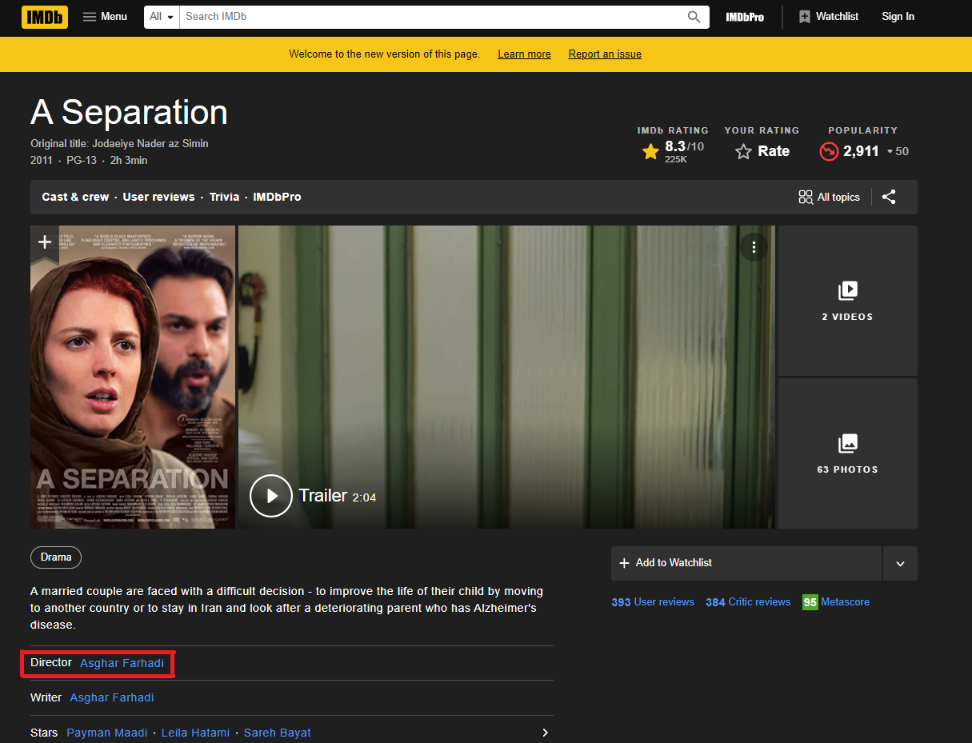 IMDb Menu All Search IMDb IMDbPro Watchlist Sign In
Welcome to the new version of this page. Learn more Report an issue
A Separation
Original title: Jodaeiye Nader az Simin
2011 · PG-13 · 2h 3min
IMDb RATING YOUR RATING POPULARITY
8.3/10 Rate 2,911 50
225K
Cast & crew · User reviews · Trivia · IMDbPro All topics
2 VIDEOS
A SEPARATION
63 PHOTOS
Trailer 2:04
Drama
Add to Watchlist
A married couple are faced with a difficult decision - to improve the life of their child by moving
to another country or to stay in Iran and look after a deteriorating parent who has Alzheimer's
disease.
393 User reviews 384 Critic reviews 95 Metascore
Director Asghar Farhadi
Writer Asghar Farhadi
Stars Payman Maadi · Leila Hatami · Sareh Bayat